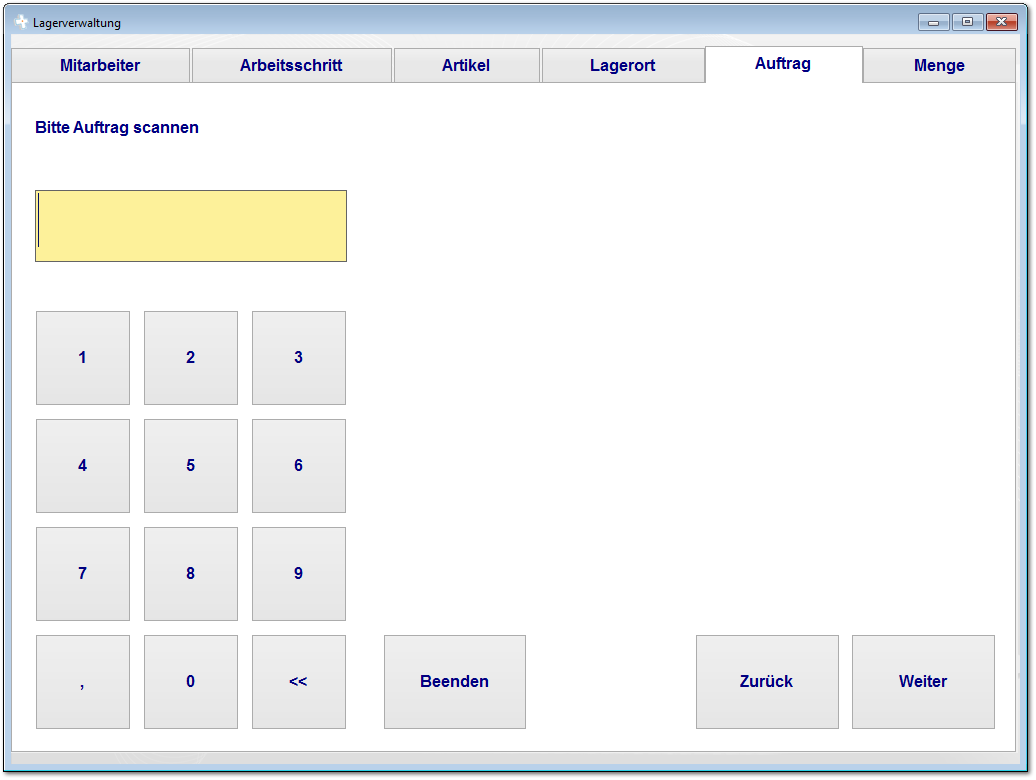 Lagerverwaltung
Mitarbeiter Arbeitsschritt Artikel Lagerort Auftrag Menge
Bitte Auftrag scannen
1 2 3
4 5 6
7 8 9
, 0 << Beenden Zurück Weiter